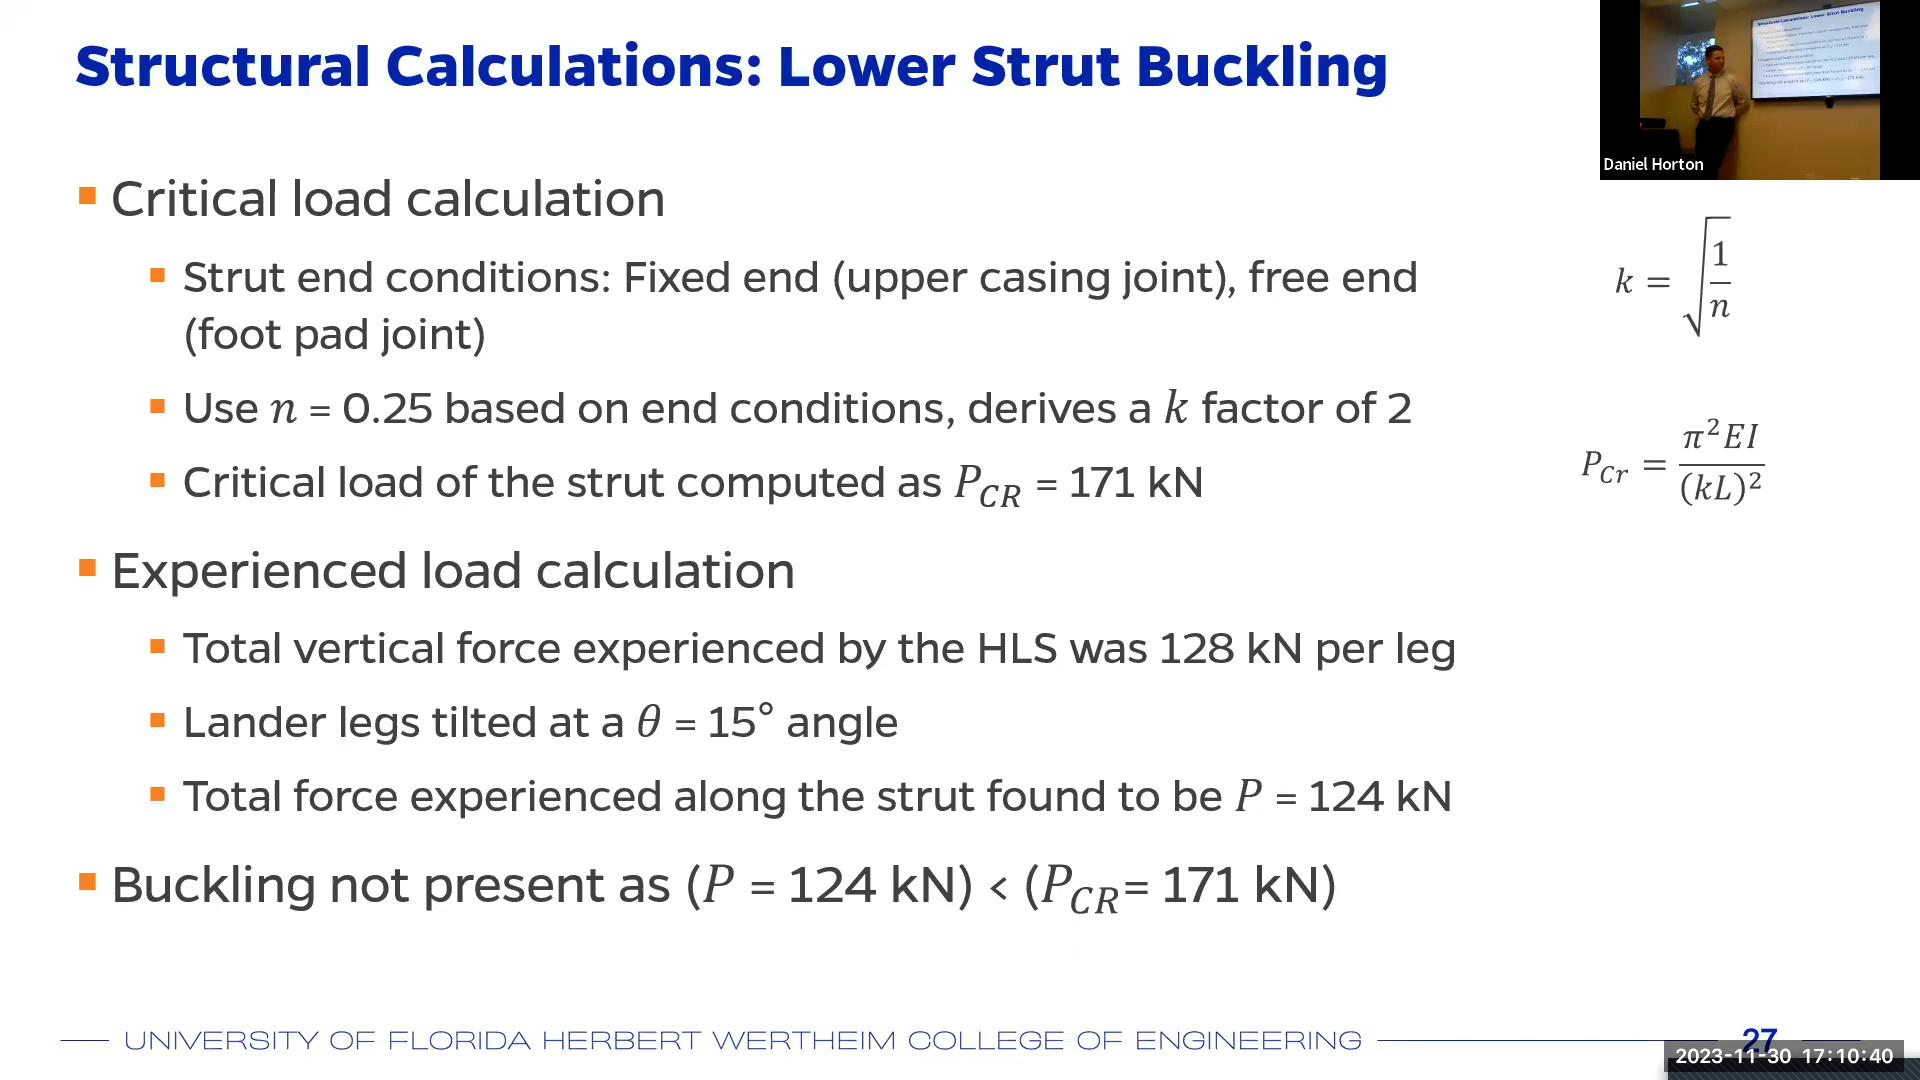 Structural Calculations: Lower Strut Buckling
Daniel Horton
▪ Critical load calculation
▪ Strut end conditions: Fixed end (upper casing joint), free end
(foot pad joint)
▪ Use n = 0.25 based on end conditions, derives a k factor of 2
▪ Critical load of the strut computed as P_CR = 171 kN
k = √(1/n)
P_Cr = π²EI/(kL)²
▪ Experienced load calculation
▪ Total vertical force experienced by the HLS was 128 kN per leg
▪ Lander legs tilted at a θ = 15° angle
▪ Total force experienced along the strut found to be P = 124 kN
▪ Buckling not present as (P = 124 kN) < (P_CR= 171 kN)
UNIVERSITY OF FLORIDA HERBERT WERTHEIM COLLEGE OF ENGINEERING
27
2023-11-30 17:10:40